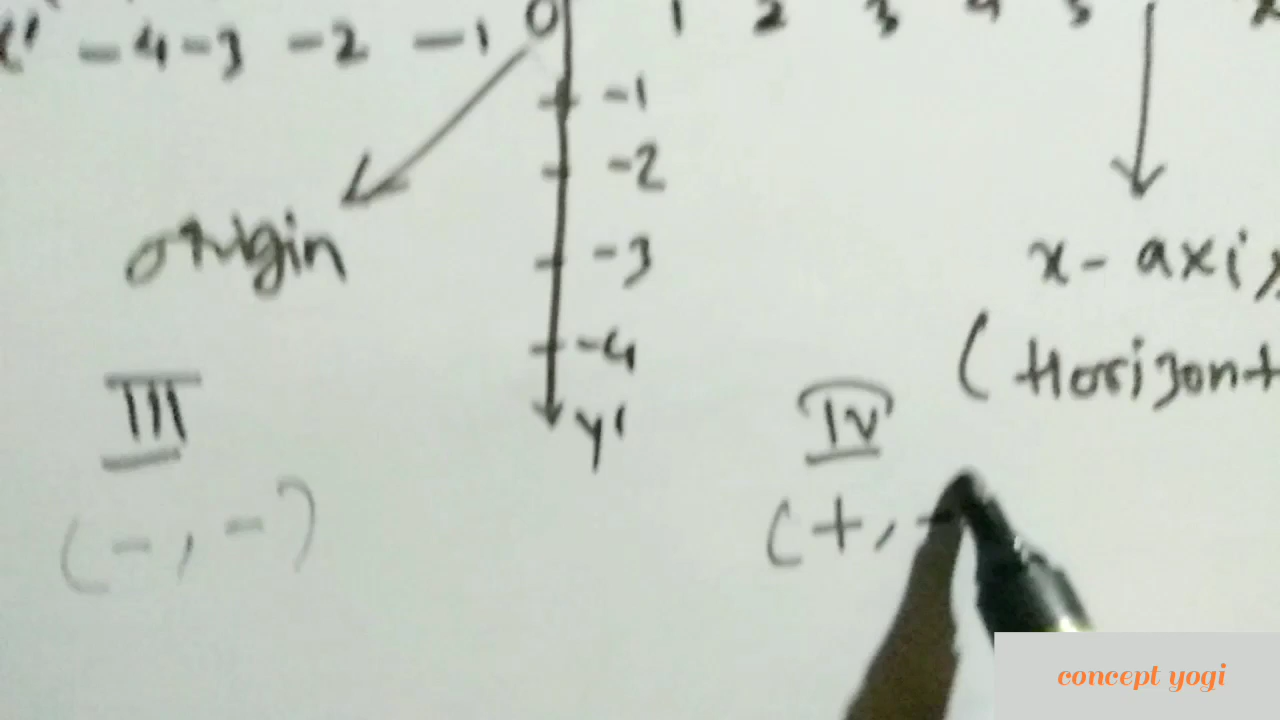 x' -4 -3 -2 -1 0 1 2 3 4 5
-1
-2
origin
-3
x-axis
-4
(Horizont
III
IV
y'
(-,-)
(+,-
concept yogi